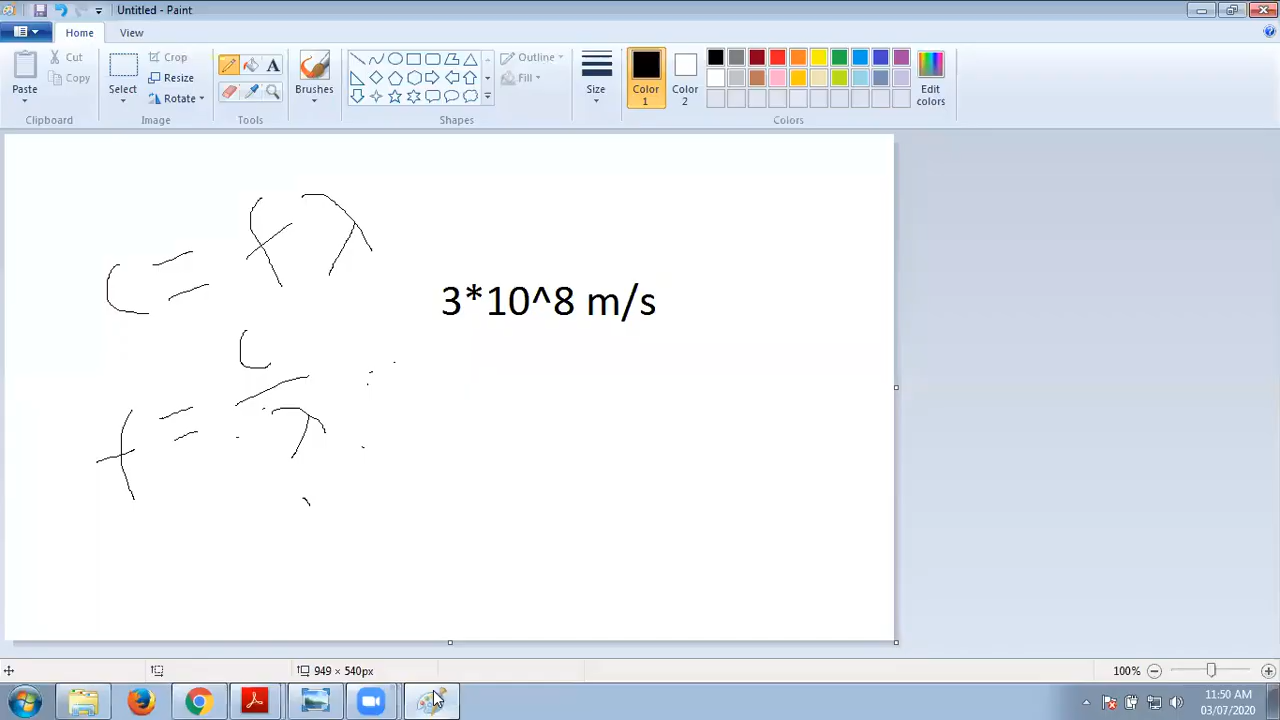 Untitled - Paint
Home
View
Paste
Cut
Copy
Clipboard
Select
Crop
Resize
Rotate
Image
A
Tools
Brushes
Shapes
Outline
Fill
Size
Color
1
Color
2
Edit
colors
Colors
c = fλ
3*10^8 m/s
f = c
λ
949 × 540px
100%
11:50 AM
03/07/2020